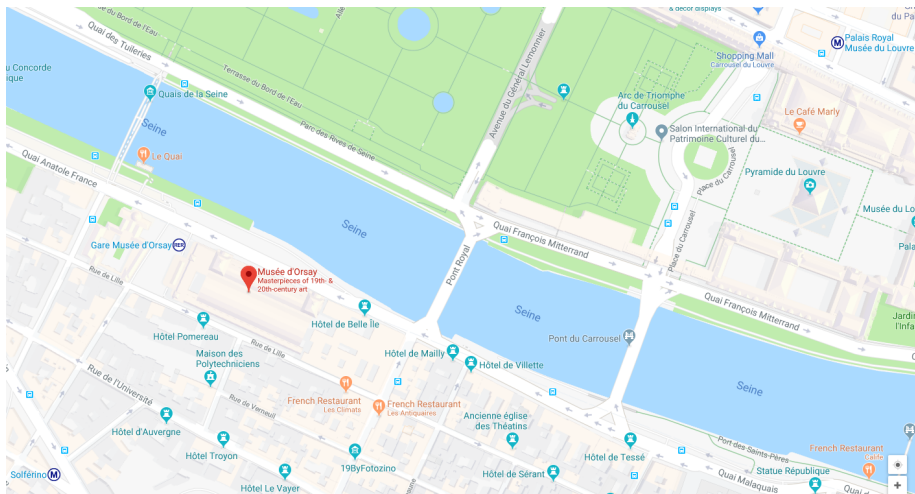 & decor displays
Palais Royal
Musée du Louvre
Shopping Mall
Carrousel du Louvre
Quai des Tuileries
Terrasse du Bord de l'Eau
Avenue du Général Lemonnier
Quais de la Seine
Arc de Triomphe
du Carrousel
Le Café Marly
Salon International du
Patrimoine Culturel du...
Parc des Rives de Seine
Seine
Le Quai
Place du Carrousel
Pyramide du Louvre
Quai Anatole France
Seine
Musée du Lo
Quai François Mitterrand
Place du Carrousel
Gare Musée d'Orsay
RER
Pont Royal
Rue de Lille
Musée d'Orsay
Masterpieces of 19th- &
20th-century art
Quai François Mitterrand
Hôtel de Belle Île
Seine
Jardin
l'Infa
Hôtel Pomereau
Pont du Carrousel
Rue de Lille
Maison des
Polytechniciens
Hôtel de Mailly
Hôtel de Villette
Rue de l'Université
French Restaurant
Les Climats
Seine
Rue de Verneuil
French Restaurant
Les Antiquaires
Ancienne église
des Théatins
Hôtel d'Auvergne
Hôtel Troyon
19ByFotozino
Port des Saints-Pères
Hôtel de Tessé
French Restaurant
Calife
Solférino
Hôtel Le Vayer
Hôtel de Sérant
Quai Malaquais
Statue République